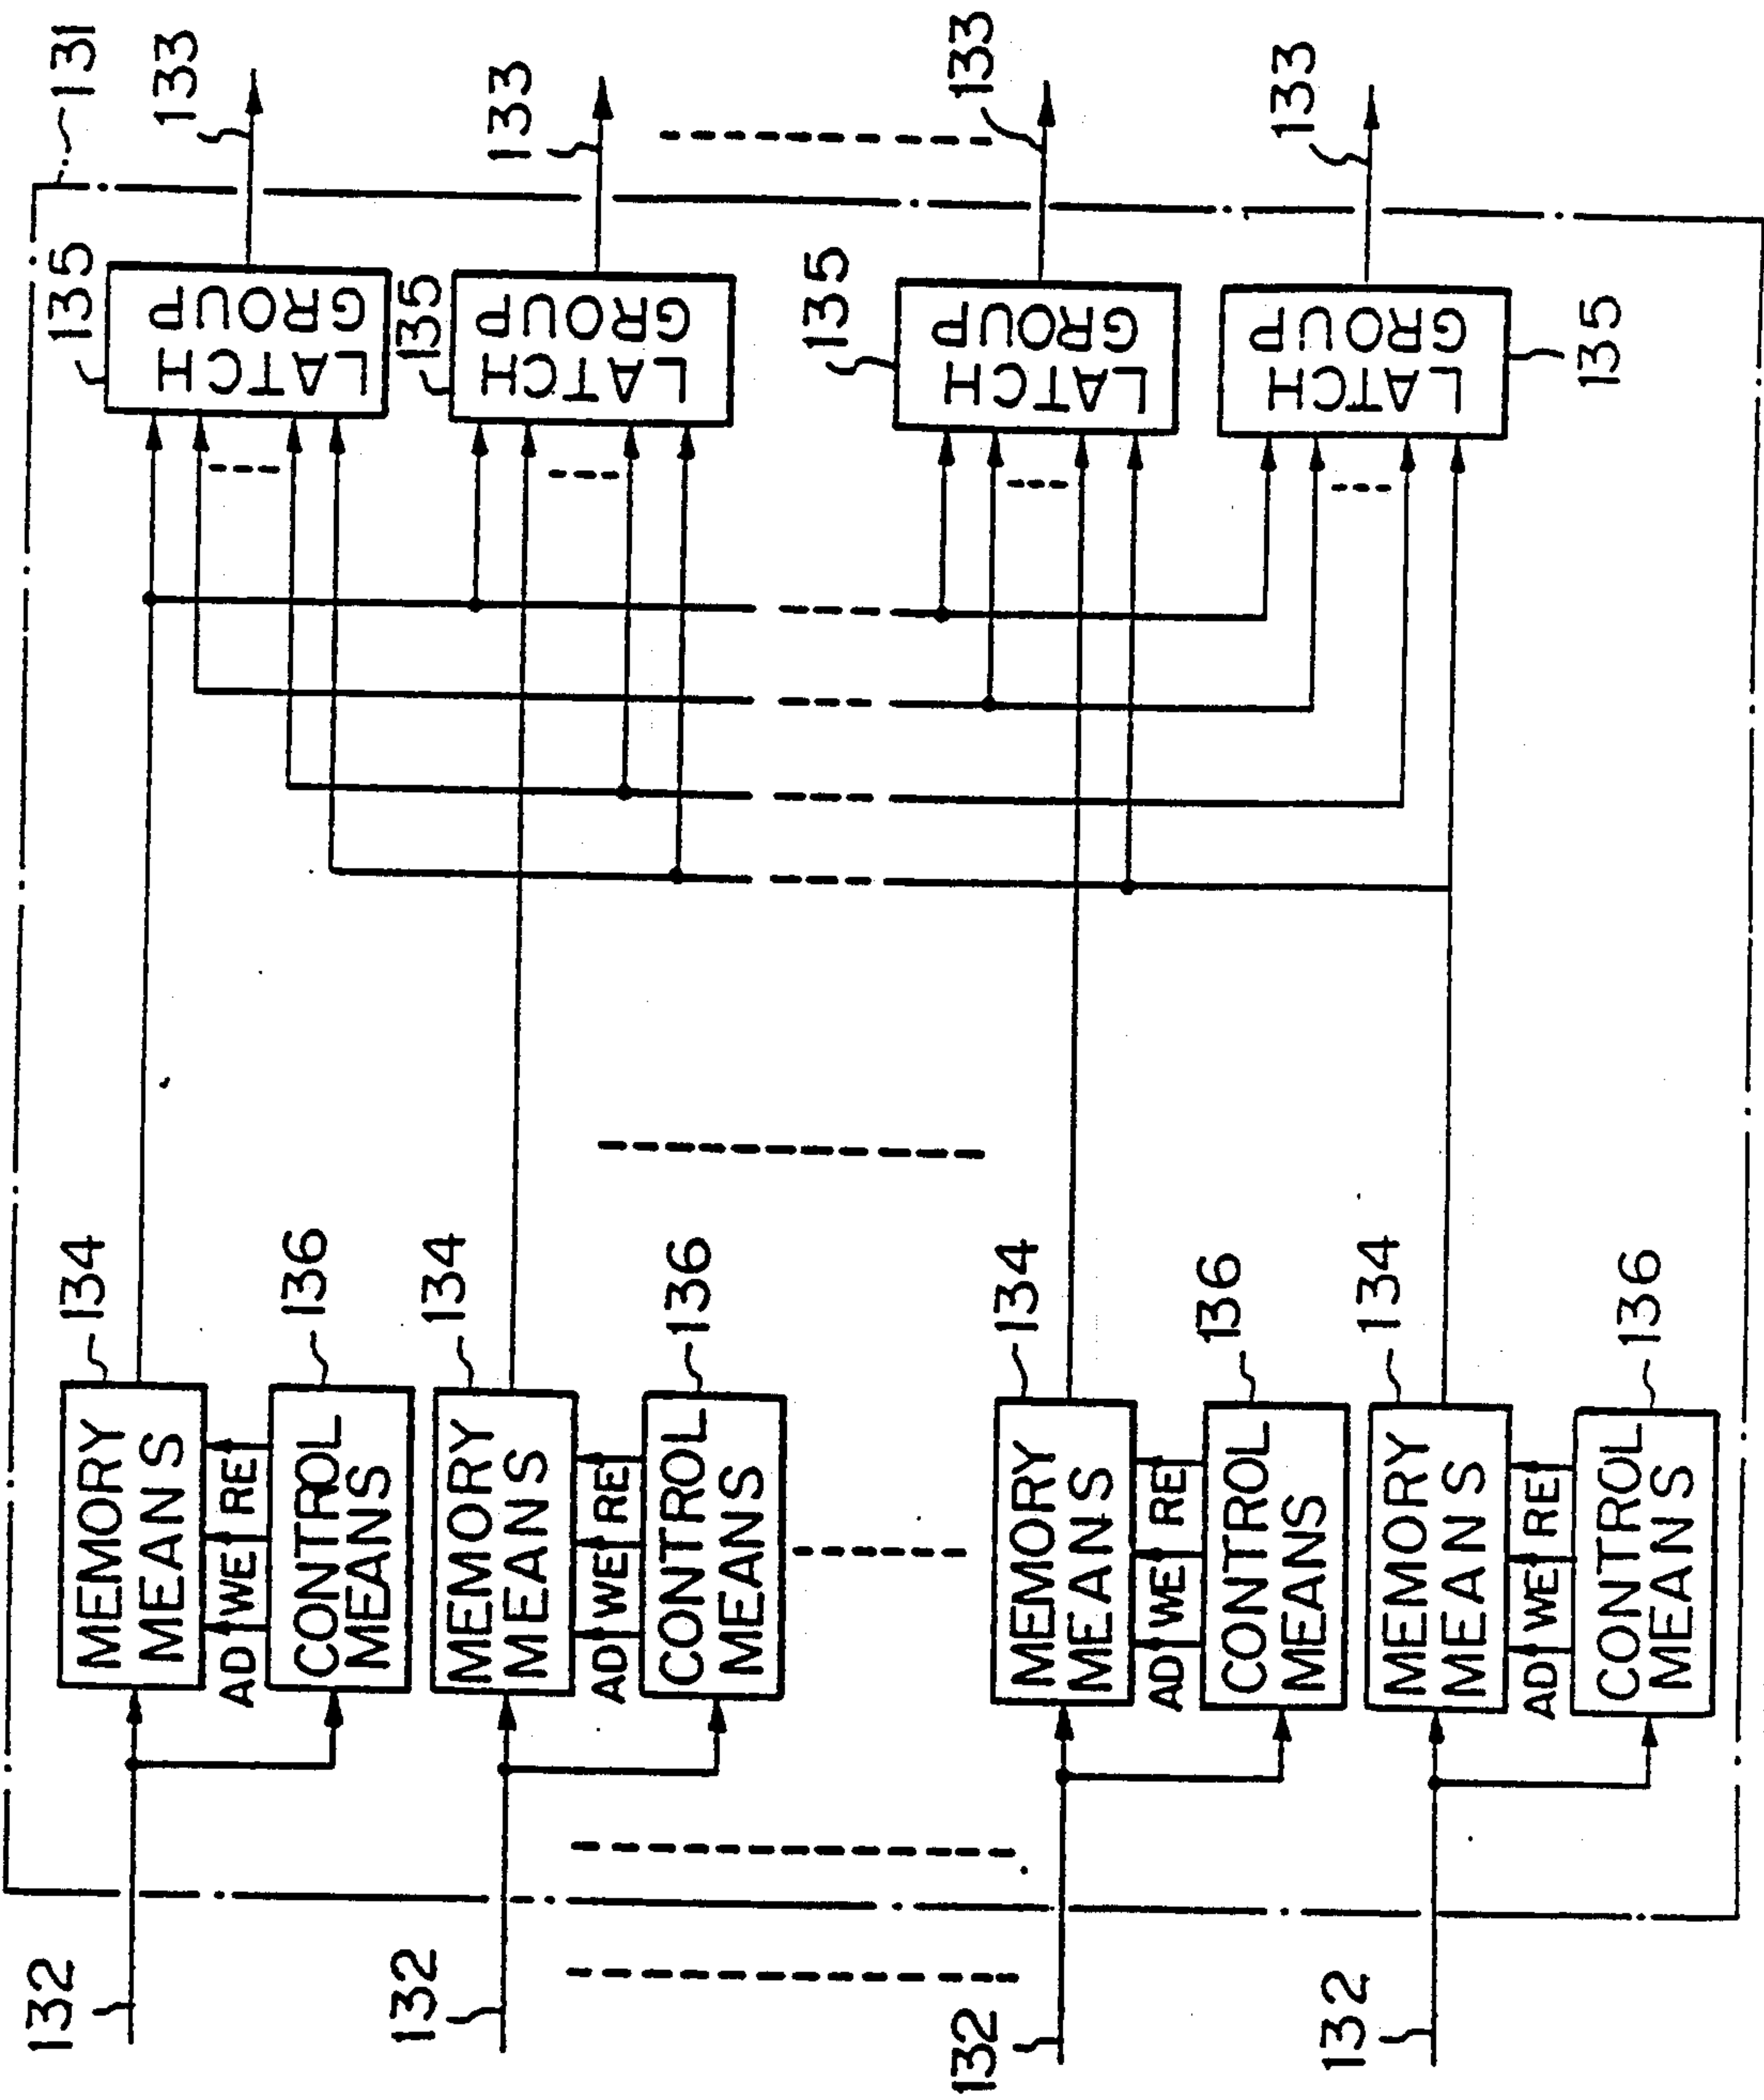 131
132
MEMORY
MEANS
134
AD WE RE
CONTROL
MEANS
136
135
LATCH
GROUP
133
132
MEMORY
MEANS
134
AD WE RE
CONTROL
MEANS
136
135
LATCH
GROUP
133
132
MEMORY
MEANS
134
AD WE RE
CONTROL
MEANS
136
135
LATCH
GROUP
133
132
MEMORY
MEANS
134
AD WE RE
CONTROL
MEANS
136
LATCH
GROUP
135
133